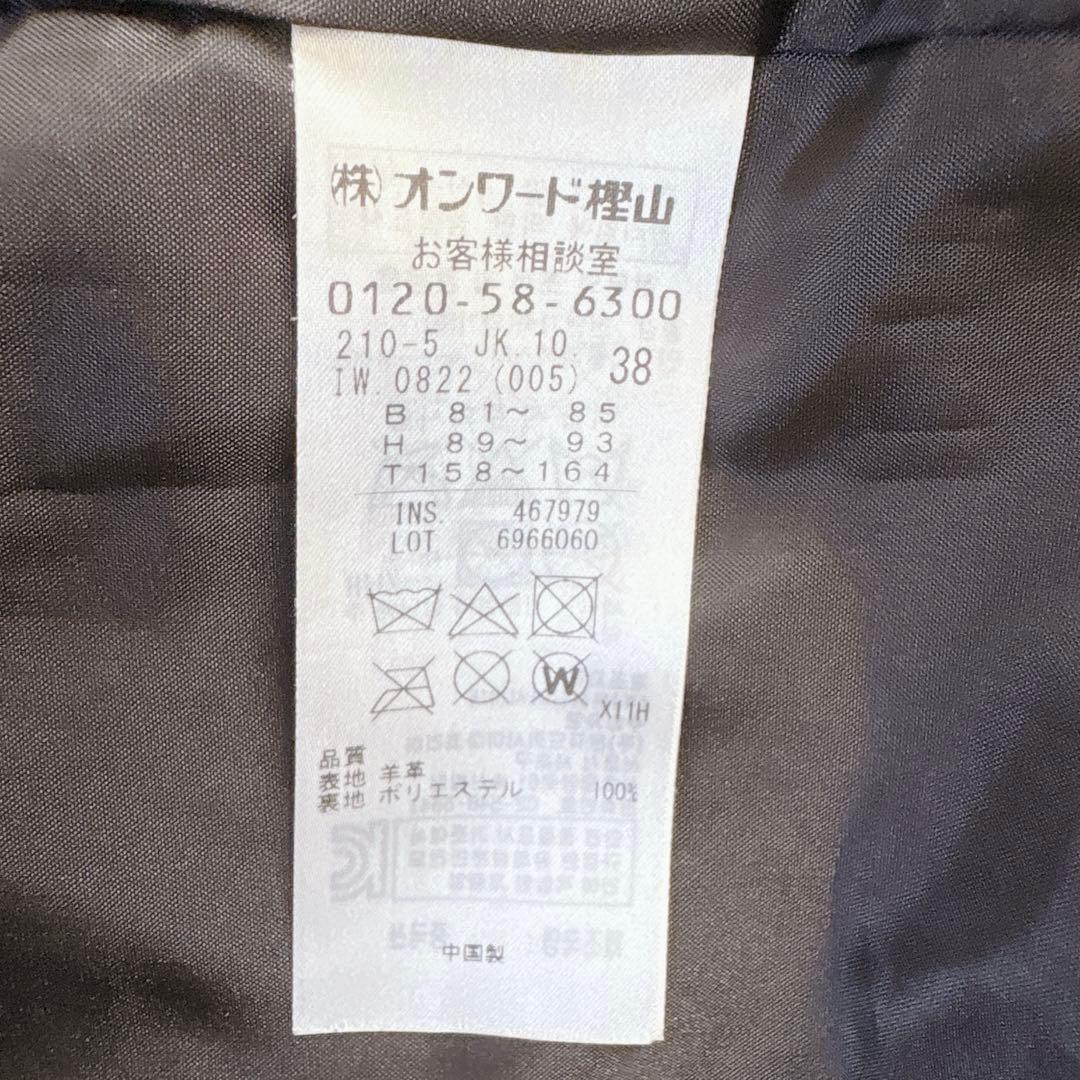 (株)オンワード樫山
お客様相談室
0120-58-6300
210-5 JK.10. 38
IW.0822 (005)
B 81～ 85
H 89～ 93
T158～164
INS. 467979
LOT 6966060
W
X11H
品質
表地 羊革
裏地 ポリエステル 100%
中国製